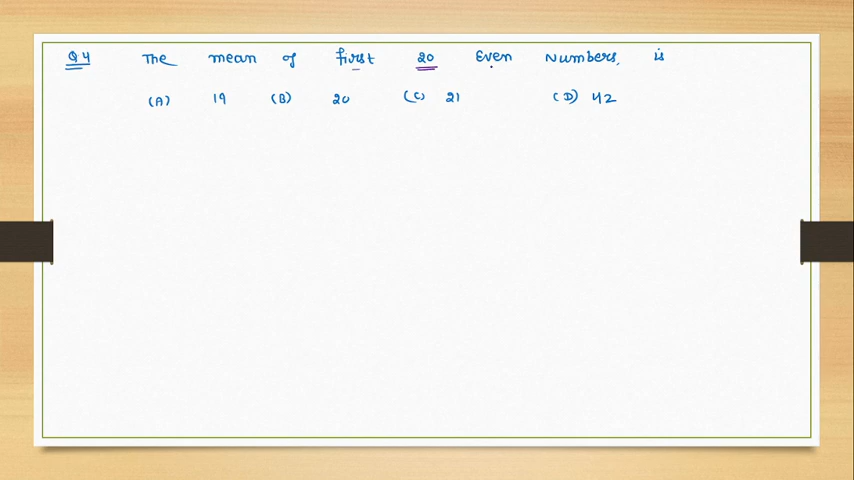 Q4 The mean of first 20 Even Numbers, is
(A) 19 (B) 20 (C) 21 (D) 42